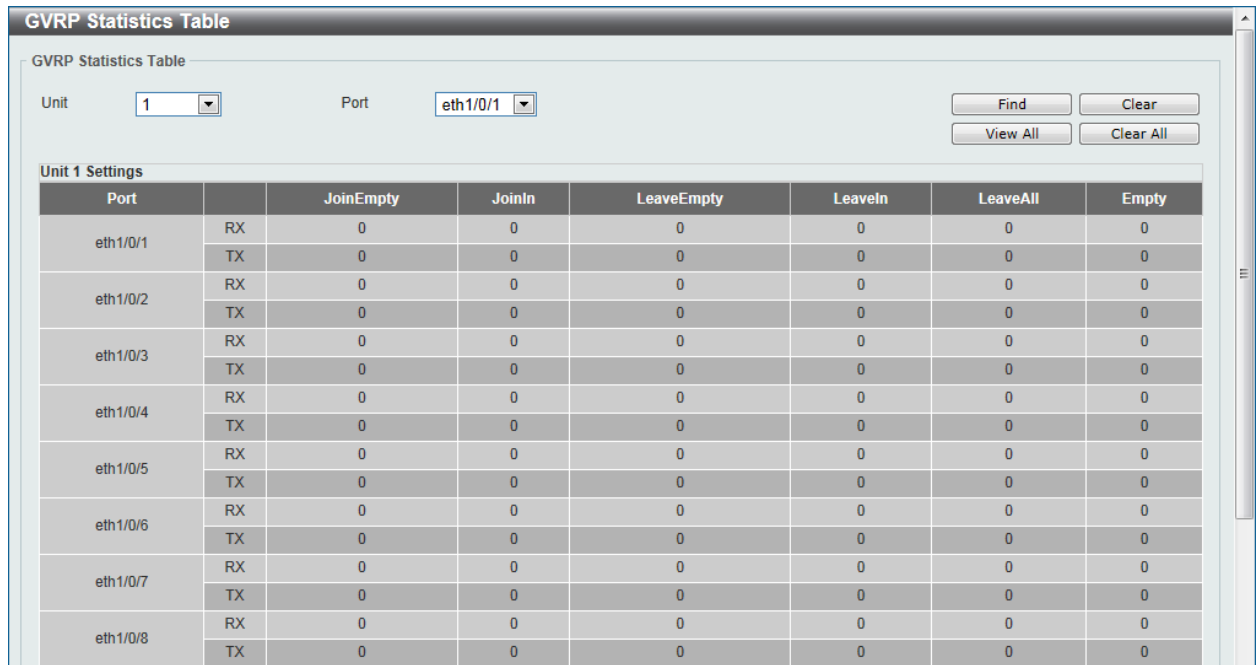 GVRP Statistics Table
GVRP Statistics Table
Unit 1 Port eth1/0/1 Find Clear
View All Clear All
Unit 1 Settings
Port JoinEmpty JoinIn LeaveEmpty LeaveIn LeaveAll Empty
eth1/0/1 RX 0 0 0 0 0 0
TX 0 0 0 0 0 0
eth1/0/2 RX 0 0 0 0 0 0
TX 0 0 0 0 0 0
eth1/0/3 RX 0 0 0 0 0 0
TX 0 0 0 0 0 0
eth1/0/4 RX 0 0 0 0 0 0
TX 0 0 0 0 0 0
eth1/0/5 RX 0 0 0 0 0 0
TX 0 0 0 0 0 0
eth1/0/6 RX 0 0 0 0 0 0
TX 0 0 0 0 0 0
eth1/0/7 RX 0 0 0 0 0 0
TX 0 0 0 0 0 0
eth1/0/8 RX 0 0 0 0 0 0
TX 0 0 0 0 0 0